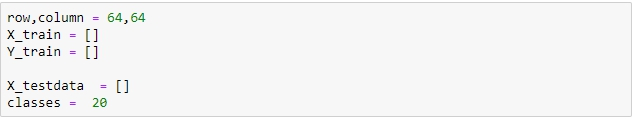 row,column = 64,64
X_train = []
Y_train = []
X_testdata  = []
classes =  20